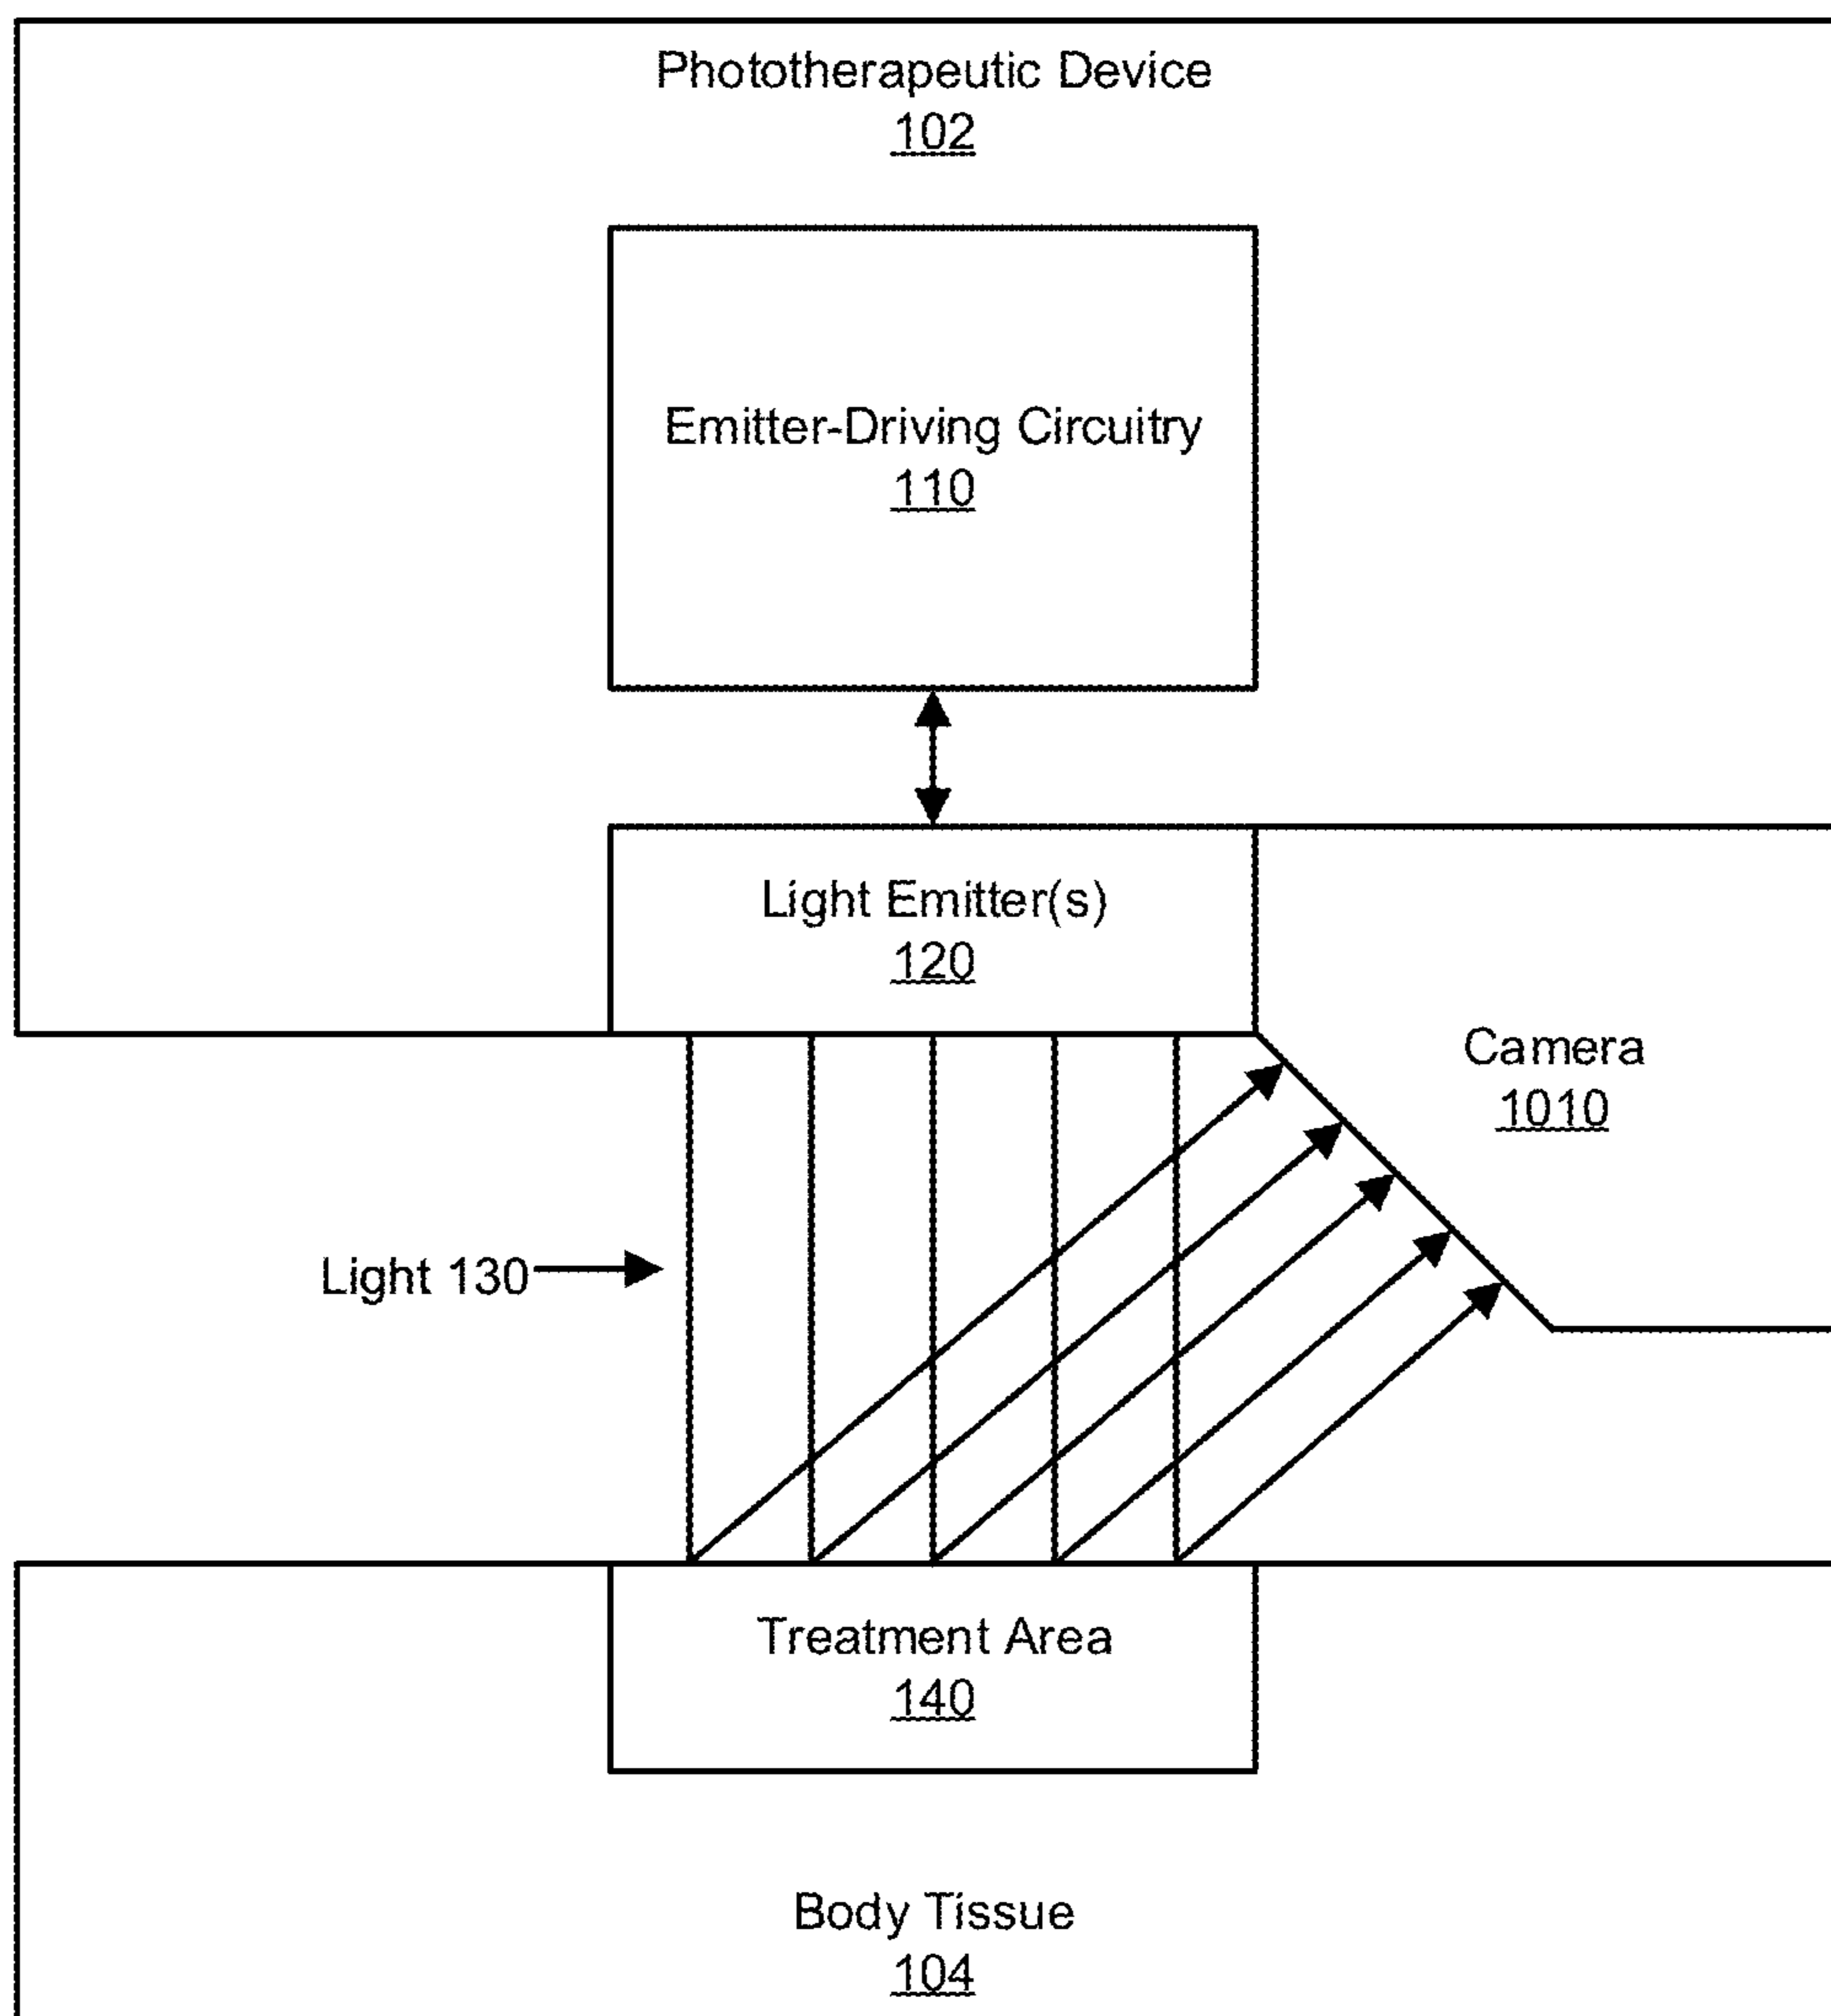 Phototherapeutic Device
102
Emitter-Driving Circuitry
110
Light Emitter(s)
120
Camera
1010
Light 130
Treatment Area
140
Body Tissue
104